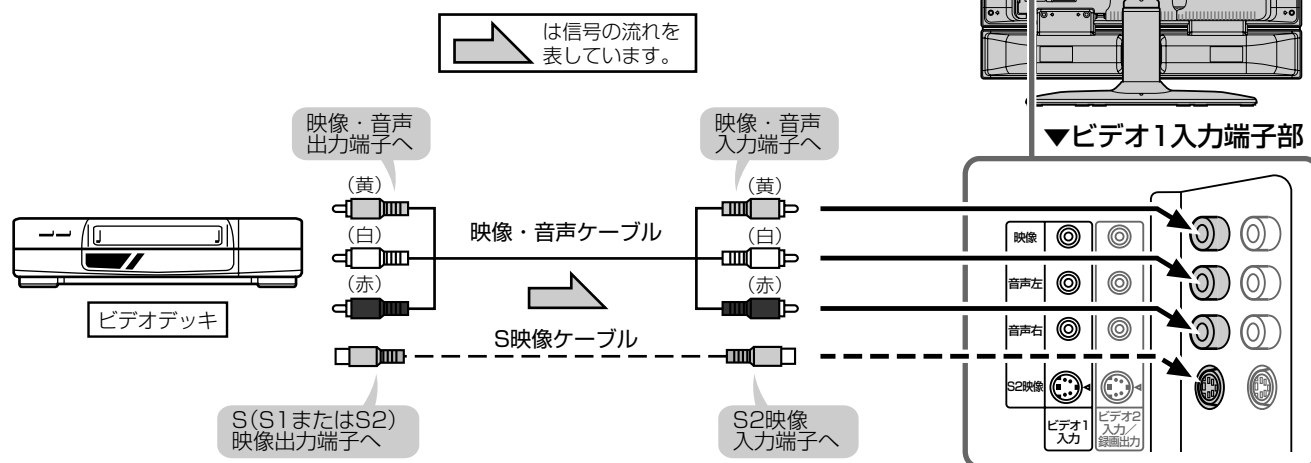 は信号の流れを
表しています。
▼ビデオ1入力端子部
映像・音声
出力端子へ
映像・音声
入力端子へ
（黄）
（黄）
映像・音声ケーブル
（白）
（白）
（赤）
（赤）
ビデオデッキ
S映像ケーブル
S(S1またはS2)
映像出力端子へ
S2映像
入力端子へ
映像
音声左
音声右
S2映像
ビデオ1
入力
ビデオ2
入力／
録画出力